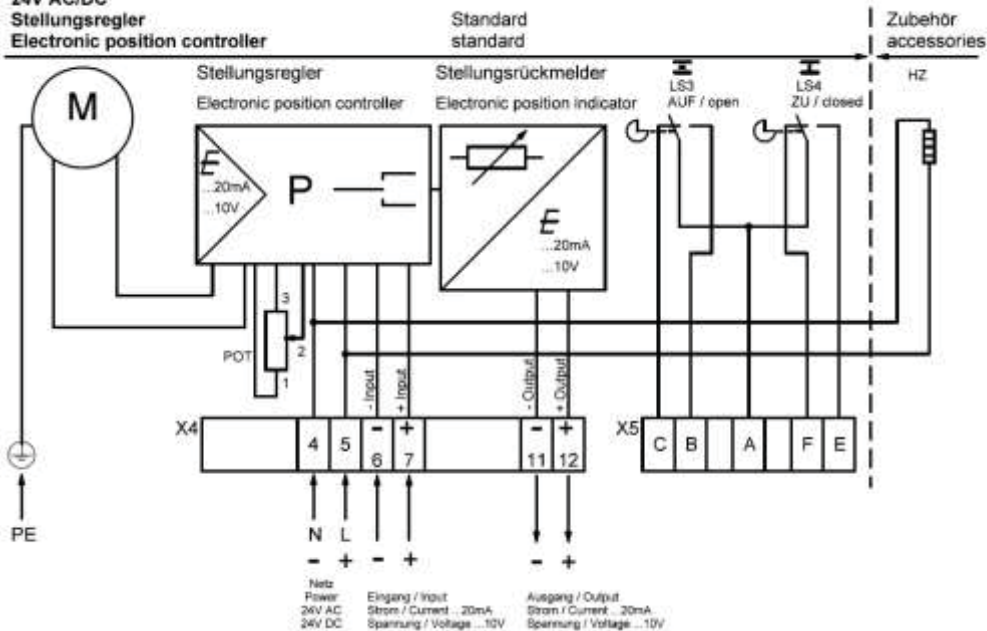 24V AC/DC
Stellungsregler
Electronic position controller
Standard
standard
Zubehör
accessories
Stellungsregler
Electronic position controller
Stellungsrückmelder
Electronic position indicator
LS3
AUF / open
LS4
ZU / closed
HZ
M
E
...20mA
...10V
P
E
...20mA
...10V
3
POT
2
1
- Input
+ Input
- Output
+ Output
X4
4 5 - 6 + 7 - 11 + 12
X5
C B A F E
PE
N L
- + - + - +
Netz
Power
24V AC
24V DC
Eingang / Input
Strom / Current ...20mA
Spannung / Voltage ...10V
Ausgang / Output
Strom / Current ...20mA
Spannung / Voltage ...10V